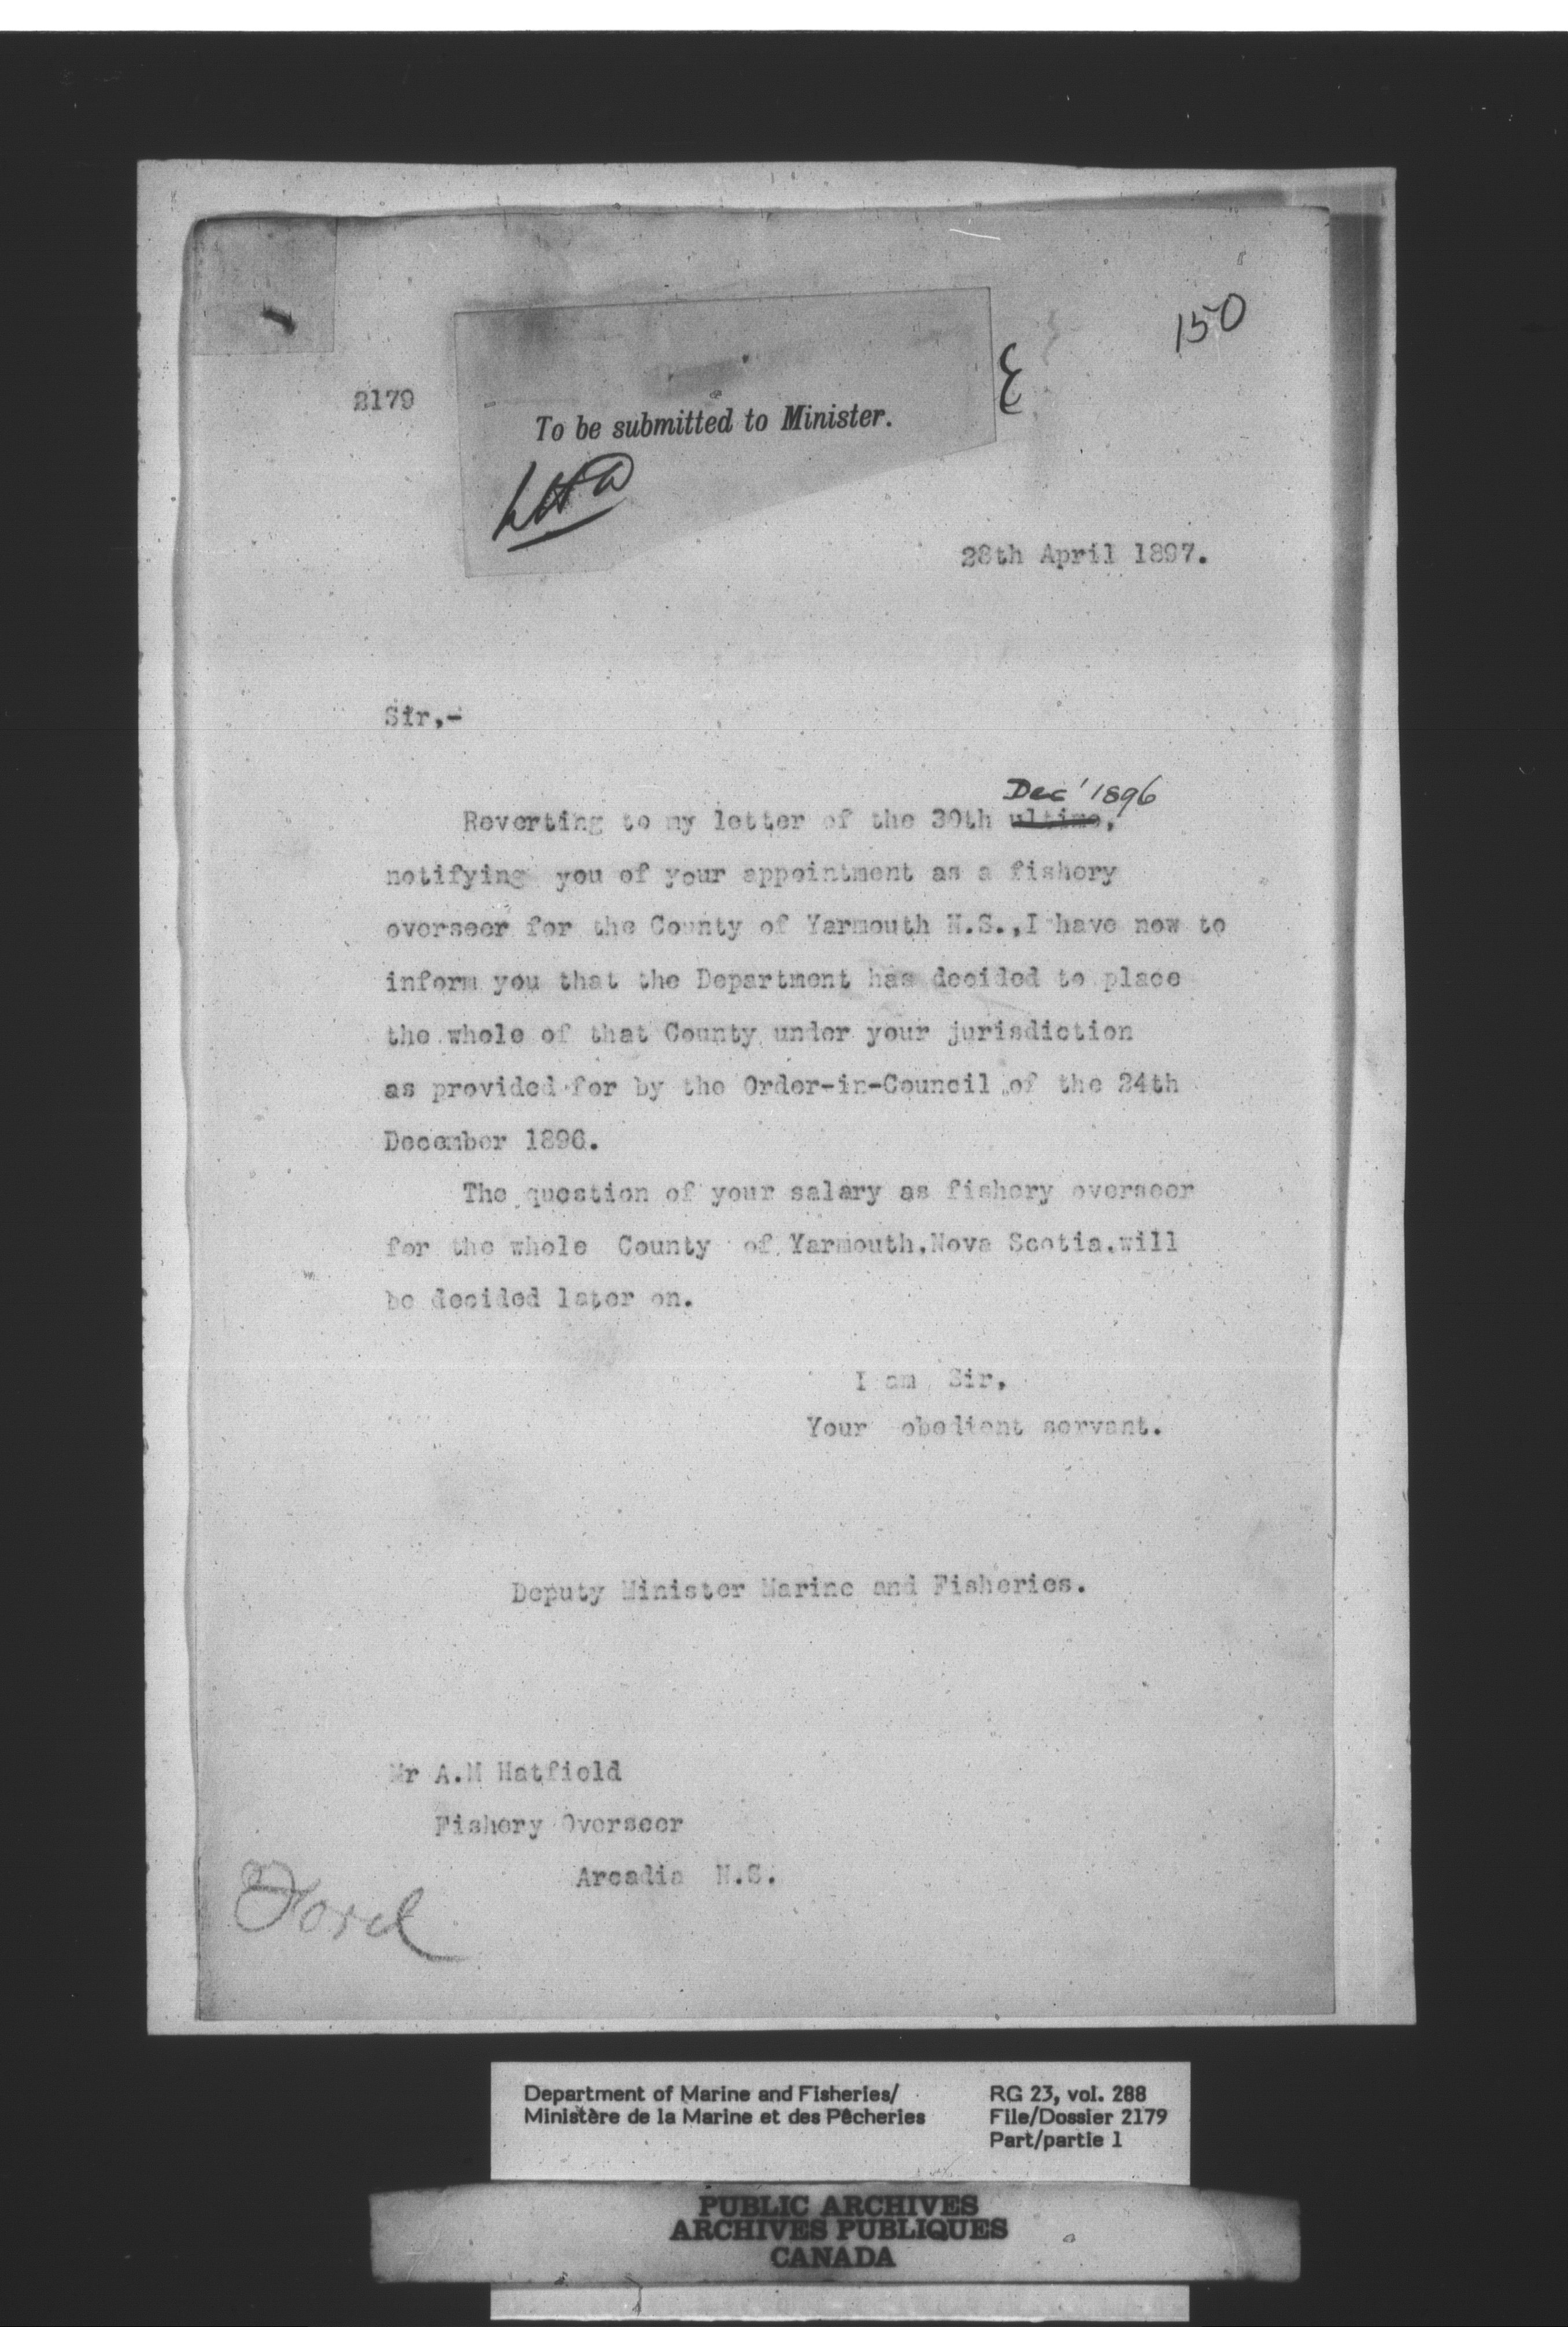 150
2179
To be submitted to Minister.
28th April 1897.
Sir,-
Dec' 1896
Reverting to my letter of the 30th ultimo,
notifying you of your appointment as a fishery
overseer for the County of Yarmouth N.S.,I have now to
inform you that the Department has decided to place
the whole of that County under your jurisdiction
as provided for by the Order-in-Council of the 24th
December 1896.
The question of your salary as fishery overseer
for the whole County of Yarmouth,Nova Scotia,will
be decided later on.
I am Sir,
Your obedient servant.
Deputy Minister Marine and Fisheries.
Mr A.M Hatfield
Fishery Overseer
Arcadia N.S.
Department of Marine and Fisheries/
Ministère de la Marine et des Pêcheries
RG 23, vol. 288
File/Dossier 2179
Part/partie 1
PUBLIC ARCHIVES
ARCHIVES PUBLIQUES
CANADA